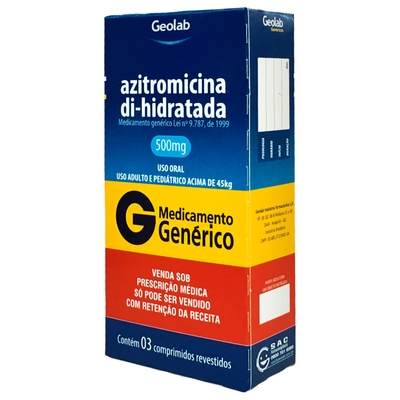 Geolab
azitromicina
di-hidratada
Medicamento genérico Lei nº 9.787, de 1999
500mg
USO ORAL
USO ADULTO E PEDIÁTRICO ACIMA DE 45kg
G Medicamento
Genérico
VENDA SOB
PRESCRIÇÃO MÉDICA
SÓ PODE SER VENDIDO
COM RETENÇÃO DA RECEITA
Contém 03 comprimidos revestidos
Geolab
Genéricos
SAC